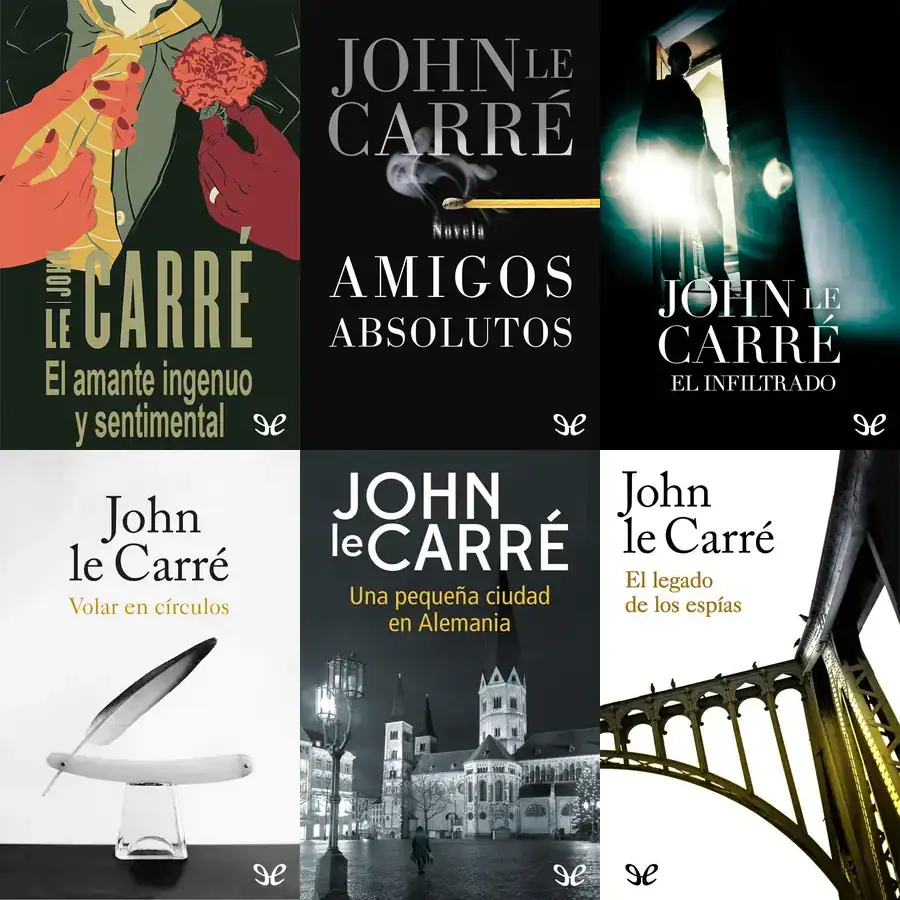 JOHN
LE
CARRÉ
El amante ingenuo
y sentimental
JOHN LE
CARRÉ
Novela
AMIGOS
ABSOLUTOS
JOHN LE
CARRÉ
EL INFILTRADO
John
le Carré
Volar en círculos
JOHN
le CARRÉ
Una pequeña ciudad
en Alemania
John
le Carré
El legado
de los espías